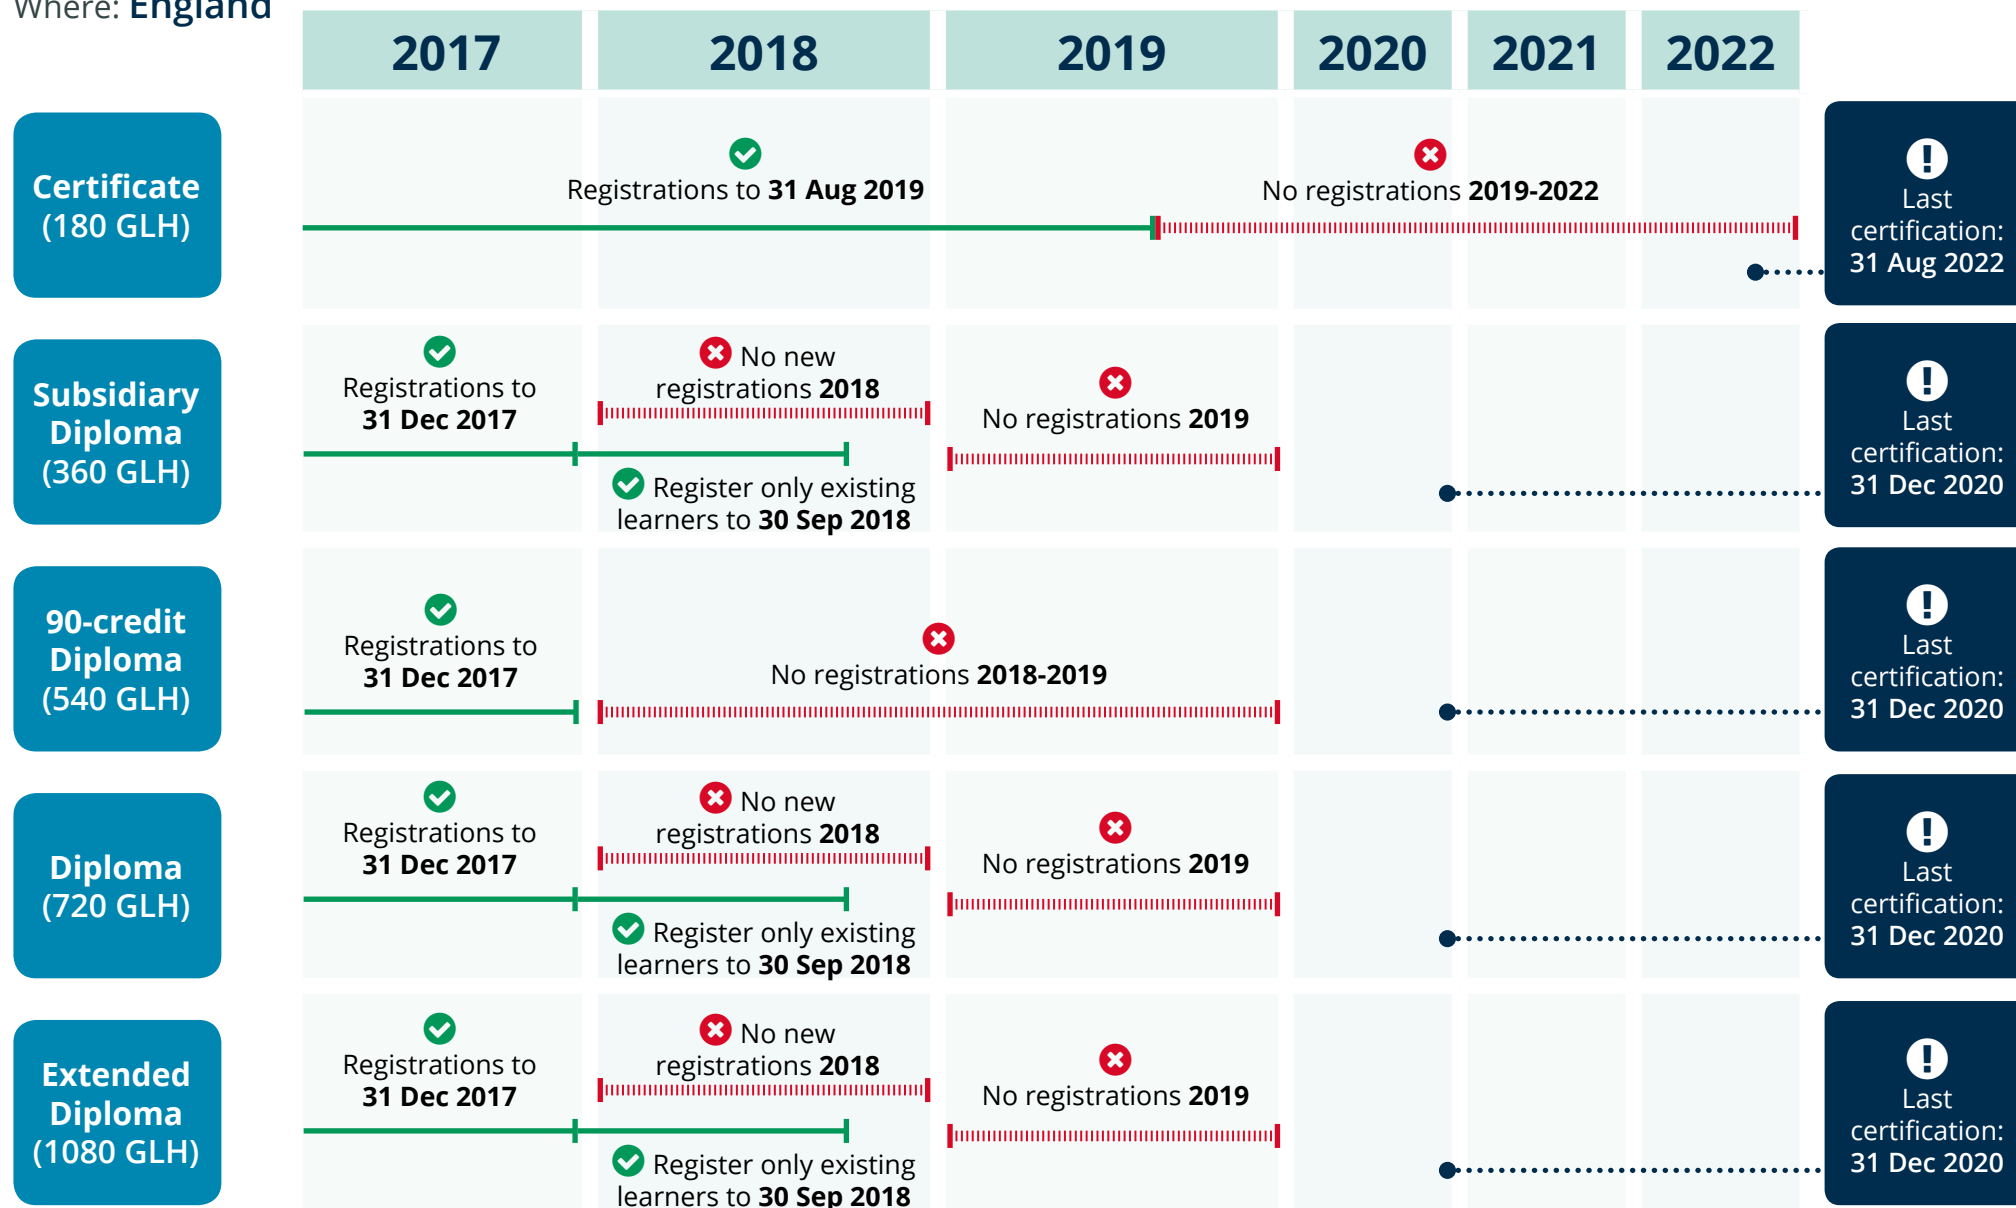 Where: England
2017 2018 2019 2020 2021 2022
Certificate
(180 GLH)
Registrations to 31 Aug 2019
No registrations 2019-2022
Last
certification:
31 Aug 2022
Subsidiary
Diploma
(360 GLH)
Registrations to
31 Dec 2017
No new
registrations 2018
Register only existing
learners to 30 Sep 2018
No registrations 2019
Last
certification:
31 Dec 2020
90-credit
Diploma
(540 GLH)
Registrations to
31 Dec 2017
No registrations 2018-2019
Last
certification:
31 Dec 2020
Diploma
(720 GLH)
Registrations to
31 Dec 2017
No new
registrations 2018
Register only existing
learners to 30 Sep 2018
No registrations 2019
Last
certification:
31 Dec 2020
Extended
Diploma
(1080 GLH)
Registrations to
31 Dec 2017
No new
registrations 2018
Register only existing
learners to 30 Sep 2018
No registrations 2019
Last
certification:
31 Dec 2020